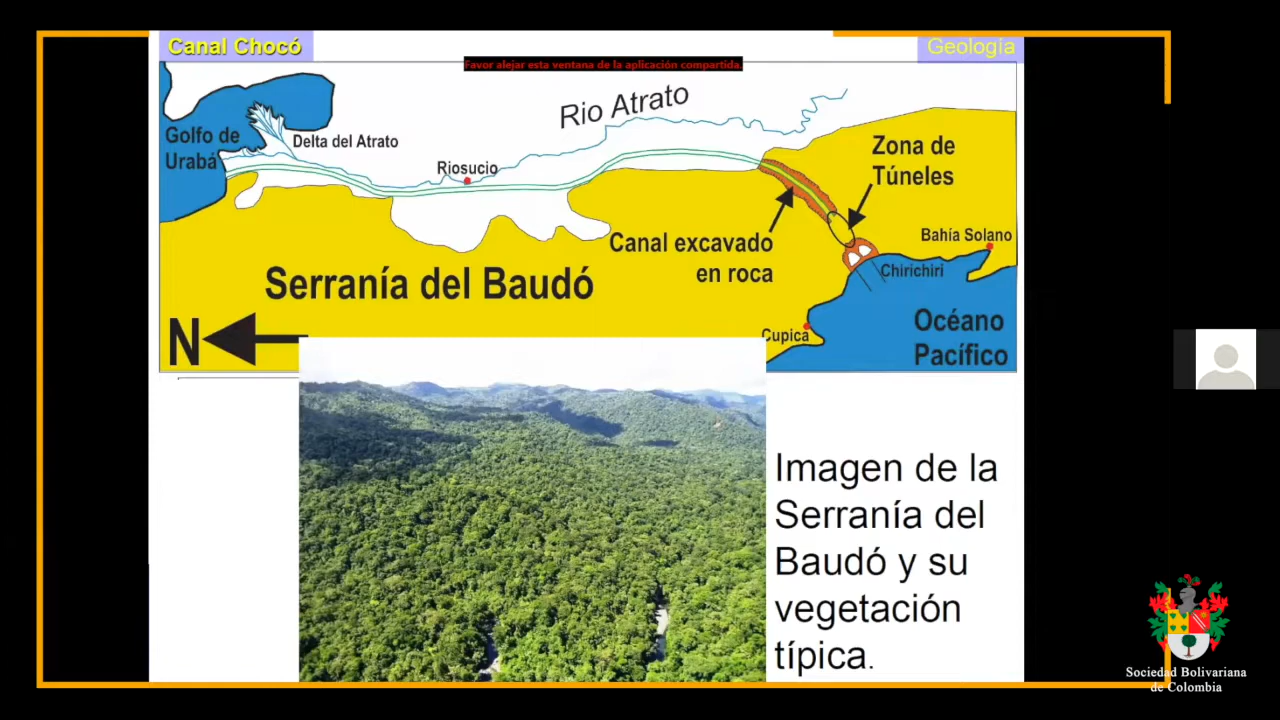 Canal Chocó
Geología
Favor alejar esta ventana de la aplicación compartida.
Rio Atrato
Golfo de
Urabá
Delta del Atrato
Riosucio
Zona de
Túneles
Canal excavado
en roca
Bahía Solano
Chirichiri
Serranía del Baudó
Océano
Pacífico
Cupica
N
Imagen de la
Serranía del
Baudó y su
vegetación
típica.
Sociedad Bolivariana
de Colombia